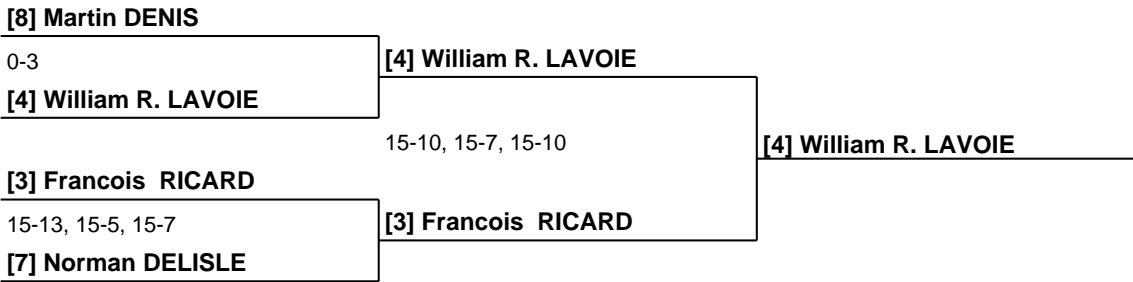 [8] Martin DENIS
0-3
[4] William R. LAVOIE
[4] William R. LAVOIE
15-10, 15-7, 15-10
[4] William R. LAVOIE
[3] Francois  RICARD
15-13, 15-5, 15-7
[3] Francois  RICARD
[7] Norman DELISLE